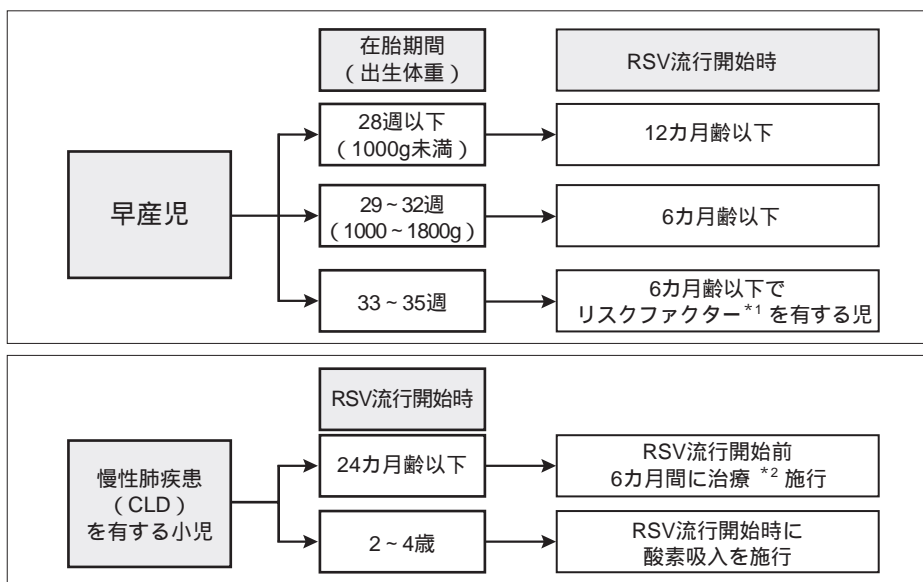 在胎期間
（出生体重）
RSV流行開始時
早産児
28週以下
（1000g未満）
12カ月齢以下
29～32週
（1000～1800g）
6カ月齢以下
33～35週
6カ月齢以下で
リスクファクター*1 を有する児
RSV流行開始時
慢性肺疾患
（CLD）
を有する小児
24カ月齢以下
RSV流行開始前
6カ月間に治療 *2 施行
2～4歳
RSV流行開始時に
酸素吸入を施行